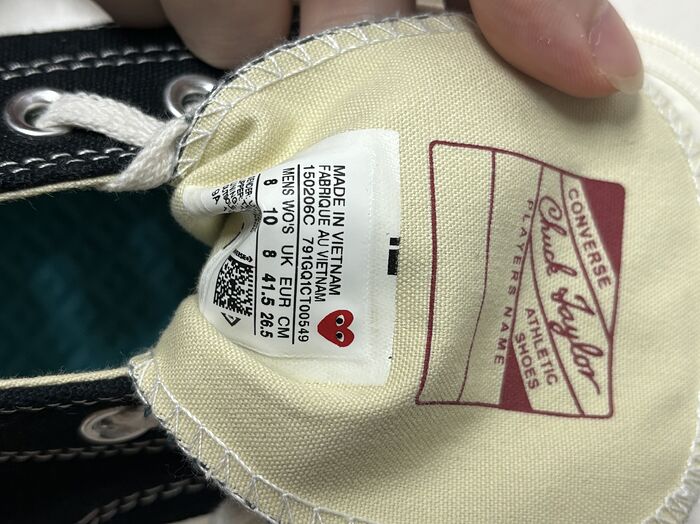 MADE IN VIETNAM
FABRIQUE AU VIETNAM
150206C 791GQ1CT00549
MENS WO'S UK EUR CM
8 10 8 41.5 26.5
CONVERSE
Chuck Taylor
ATHLETIC
SHOES
PLAYERS NAME